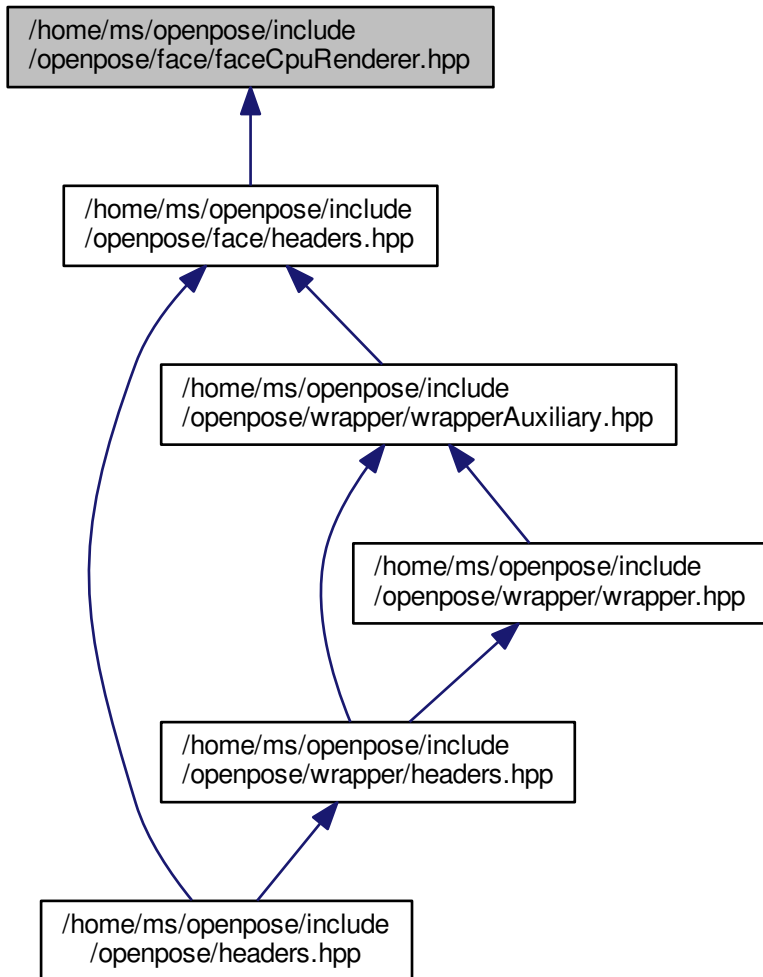 /home/ms/openpose/include
/openpose/face/faceCpuRenderer.hpp
/home/ms/openpose/include
/openpose/face/headers.hpp
/home/ms/openpose/include
/openpose/wrapper/wrapperAuxiliary.hpp
/home/ms/openpose/include
/openpose/wrapper/wrapper.hpp
/home/ms/openpose/include
/openpose/wrapper/headers.hpp
/home/ms/openpose/include
/openpose/headers.hpp